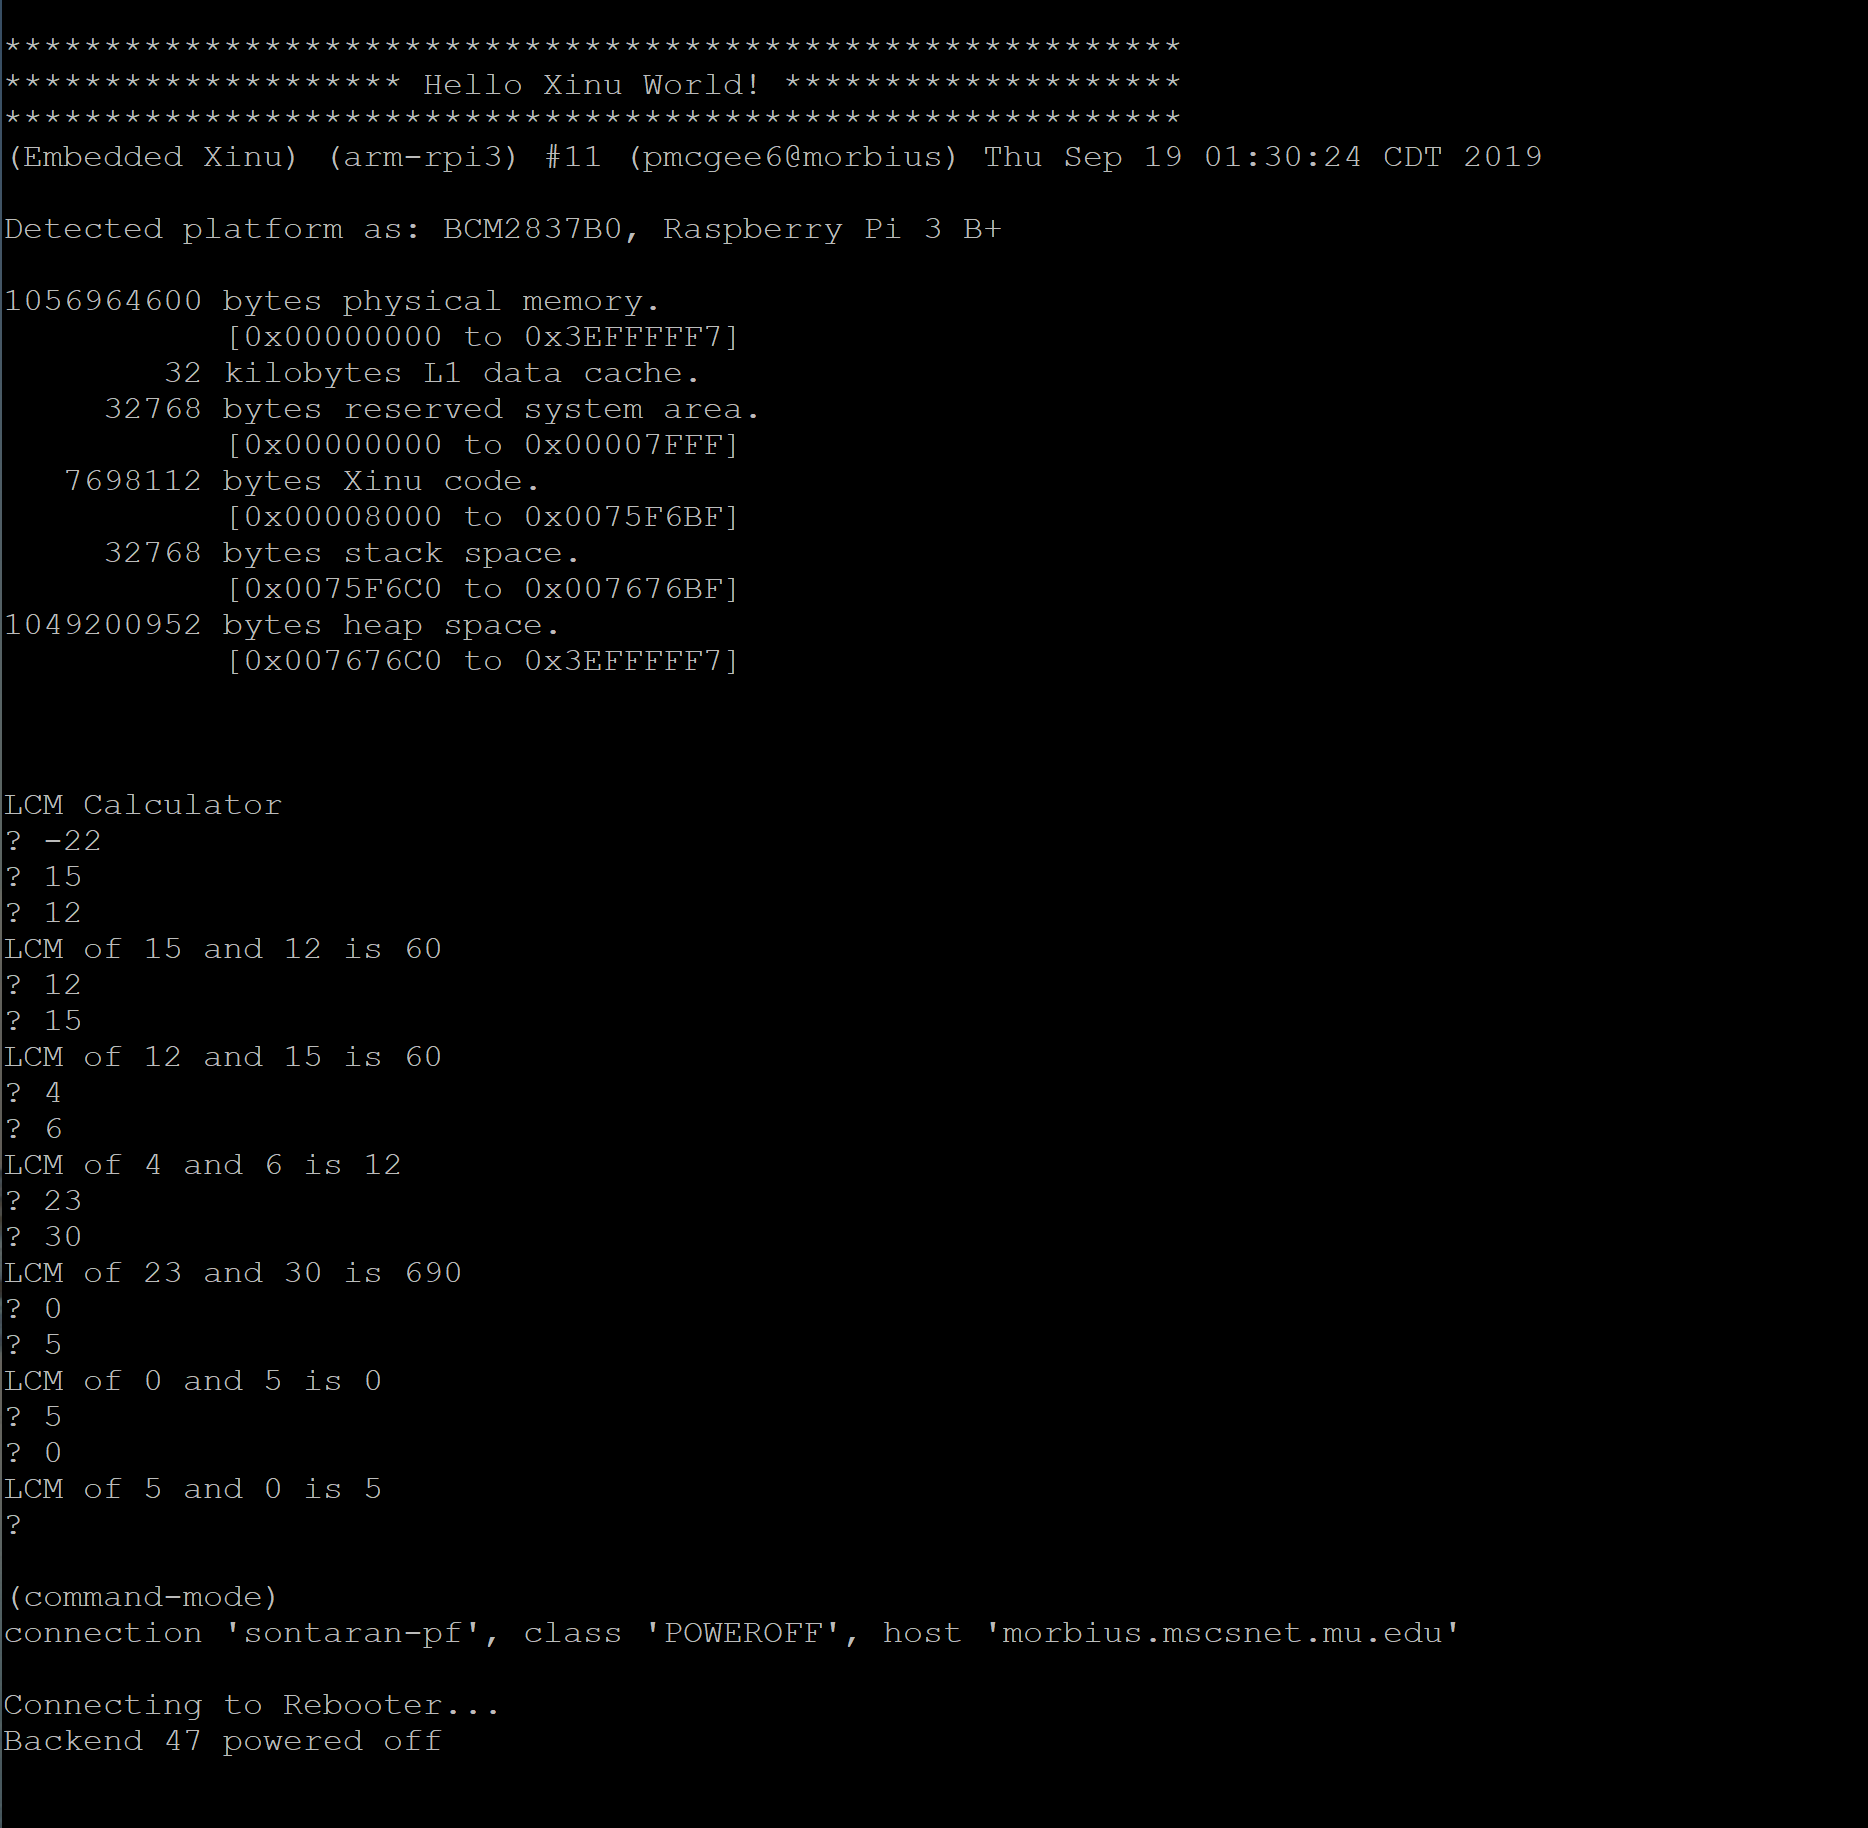 ***********************************************************
******************** Hello Xinu World! ********************
***********************************************************
(Embedded Xinu) (arm-rpi3) #11 (pmcgee6@morbius) Thu Sep 19 01:30:24 CDT 2019
Detected platform as: BCM2837B0, Raspberry Pi 3 B+
1056964600 bytes physical memory.
[0x00000000 to 0x3EFFFFF7]
32 kilobytes L1 data cache.
32768 bytes reserved system area.
[0x00000000 to 0x00007FFF]
7698112 bytes Xinu code.
[0x00008000 to 0x0075F6BF]
32768 bytes stack space.
[0x0075F6C0 to 0x007676BF]
1049200952 bytes heap space.
[0x007676C0 to 0x3EFFFFF7]
LCM Calculator
? -22
? 15
? 12
LCM of 15 and 12 is 60
? 12
? 15
LCM of 12 and 15 is 60
? 4
? 6
LCM of 4 and 6 is 12
? 23
? 30
LCM of 23 and 30 is 690
? 0
? 5
LCM of 0 and 5 is 0
? 5
? 0
LCM of 5 and 0 is 5
?
(command-mode)
connection 'sontaran-pf', class 'POWEROFF', host 'morbius.mscsnet.mu.edu'
Connecting to Rebooter...
Backend 47 powered off